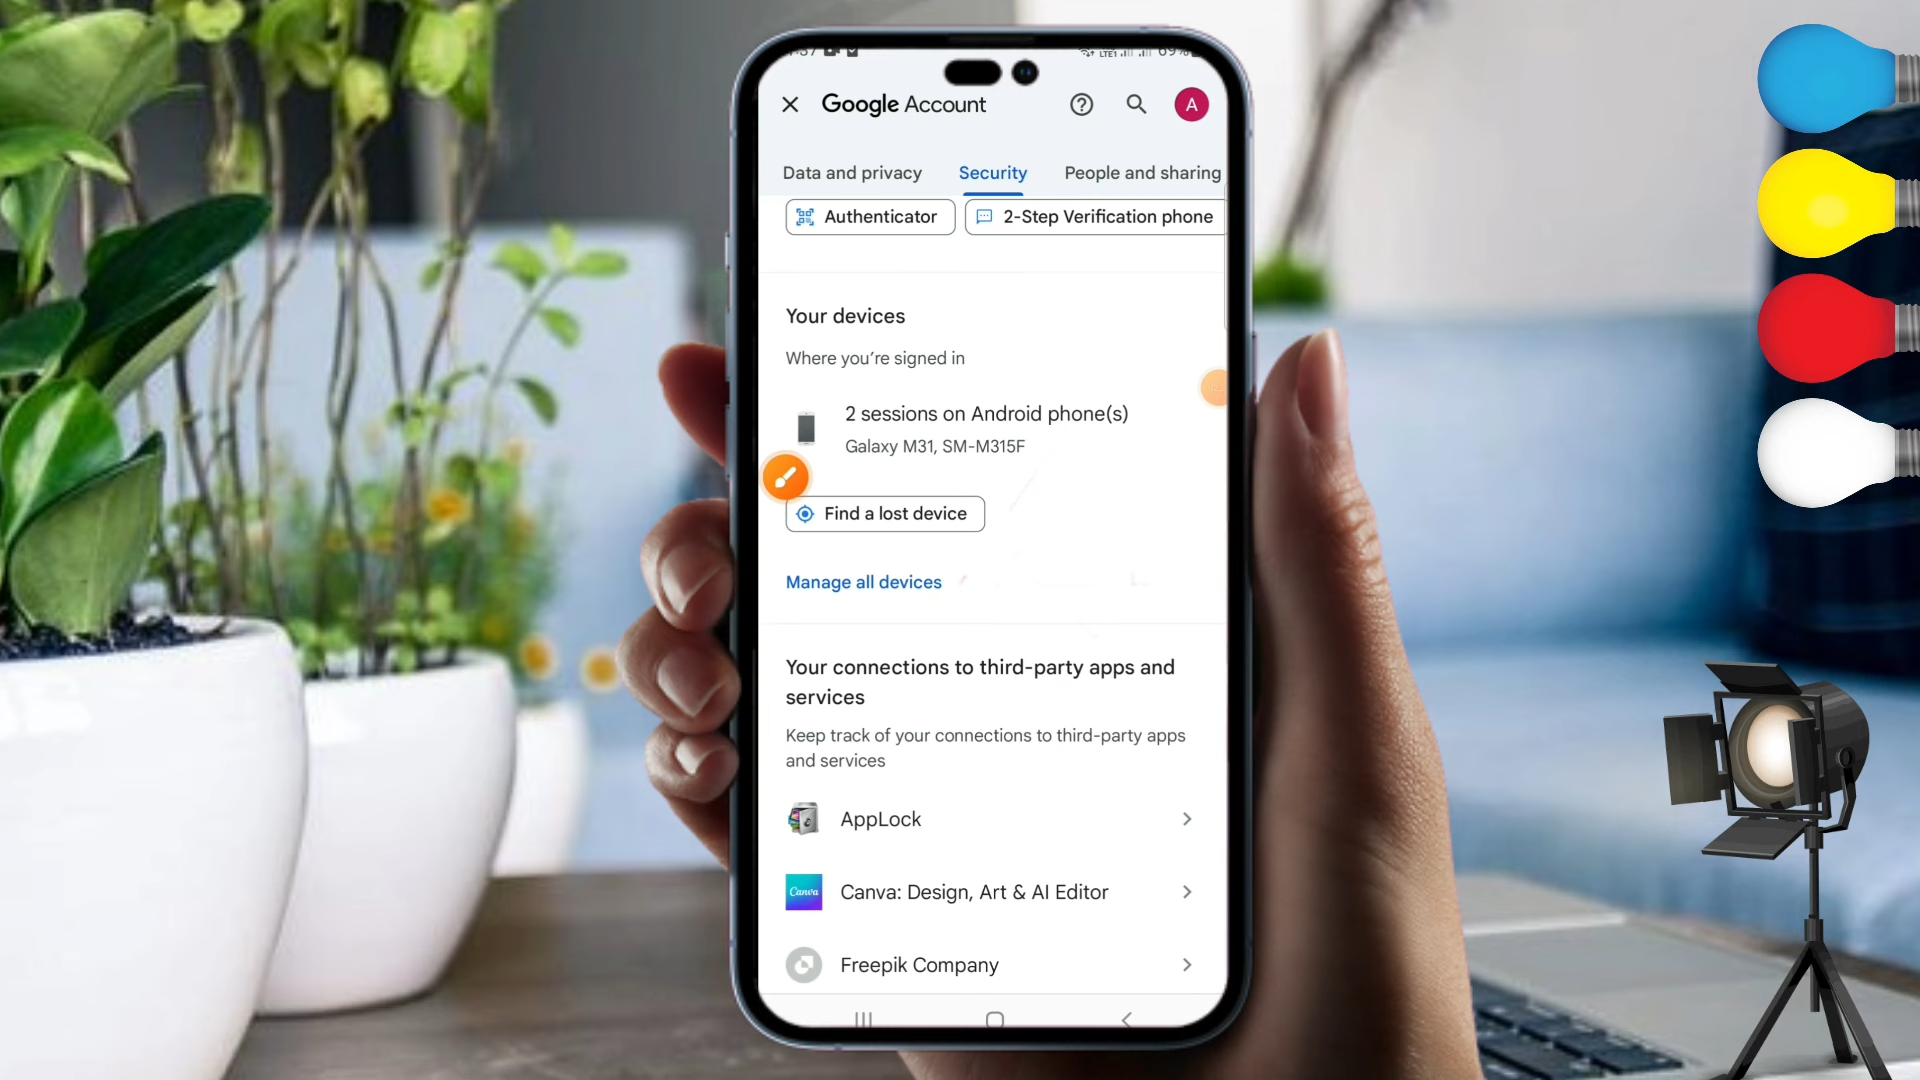 Google Account
A
Data and privacy Security People and sharing
Authenticator 2-Step Verification phone
Your devices
Where you're signed in
2 sessions on Android phone(s)
Galaxy M31, SM-M315F
Find a lost device
Manage all devices
Your connections to third-party apps and
services
Keep track of your connections to third-party apps
and services
AppLock
Canva Canva: Design, Art & AI Editor
Freepik Company